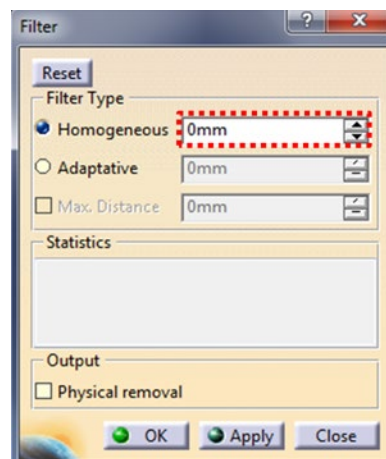 Filter
?
X
Reset
Filter Type
Homogeneous 0mm
Adaptative 0mm
Max. Distance 0mm
Statistics
Output
Physical removal
OK Apply Close